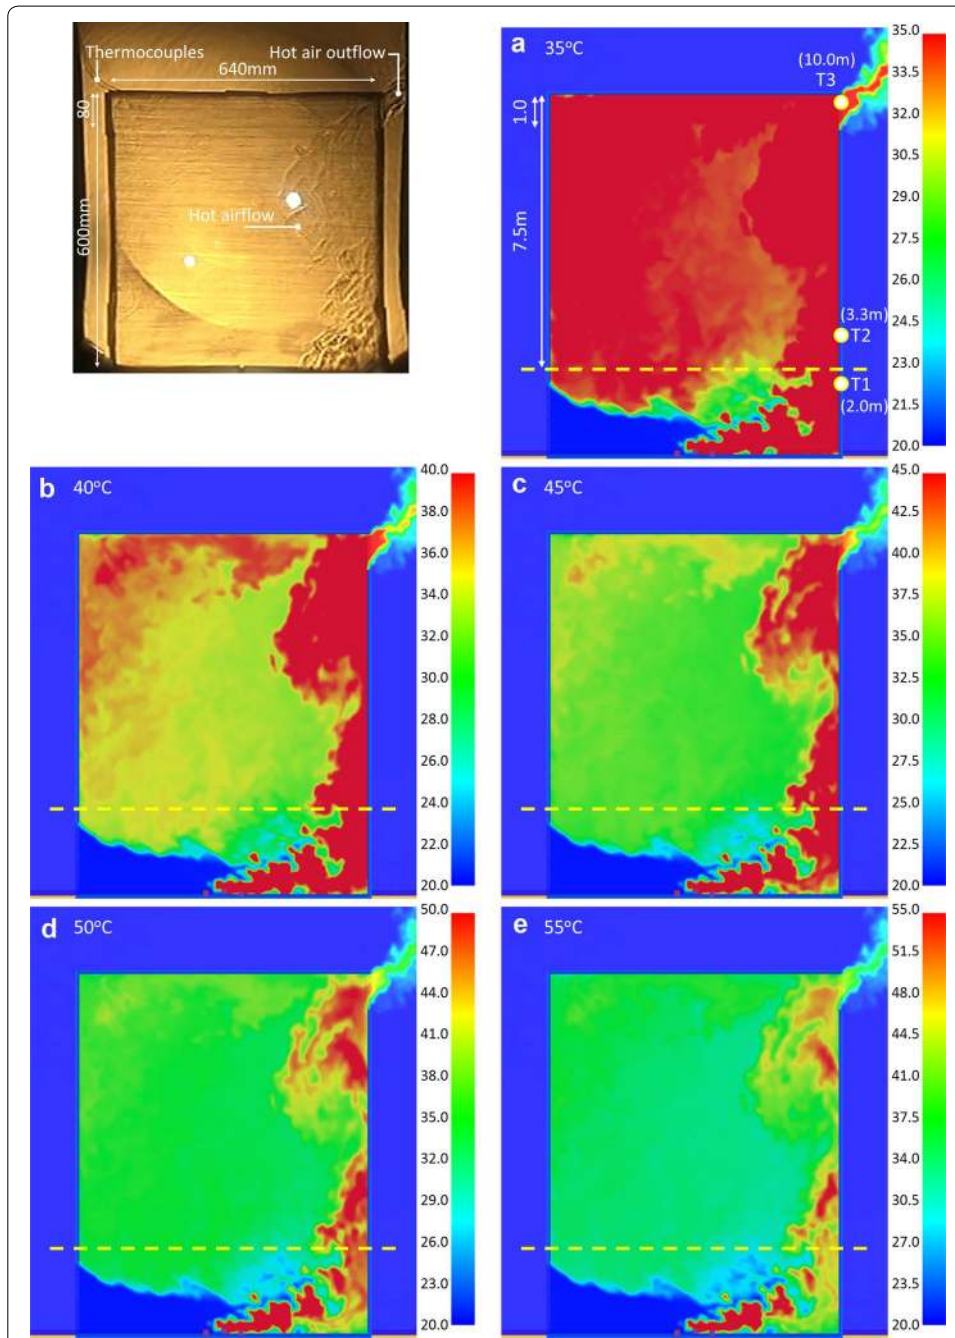 Thermocouples
Hot air outflow
640mm
80
600mm
Hot airflow
a
35°C
(10.0m)
T3
1.0
7.5m
(3.3m)
T2
T1
(2.0m)
35.0
33.5
32.0
30.5
29.0
27.5
26.0
24.5
23.0
21.5
20.0
b
40°C
40.0
38.0
36.0
34.0
32.0
30.0
28.0
26.0
24.0
22.0
20.0
c
45°C
45.0
42.5
40.0
37.5
35.0
32.5
30.0
27.5
25.0
22.5
20.0
d
50°C
50.0
47.0
44.0
41.0
38.0
35.0
32.0
29.0
26.0
23.0
20.0
e
55°C
55.0
51.5
48.0
44.5
41.0
37.5
34.0
30.5
27.0
23.5
20.0